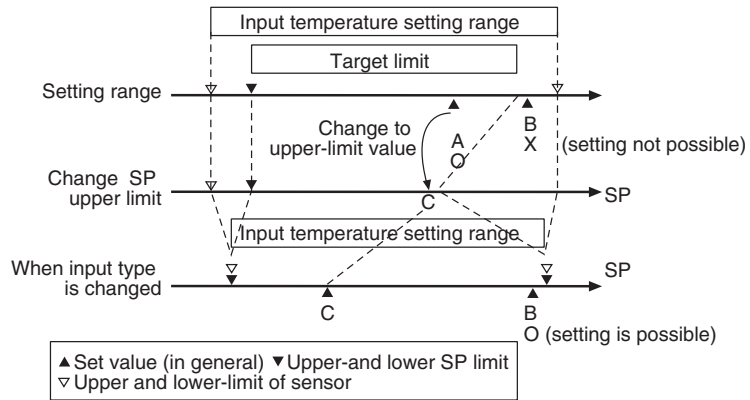 Input temperature setting range
Target limit
Setting range
Change to
upper-limit value
A
O
B
X (setting not possible)
Change SP
upper limit
C
SP
Input temperature setting range
When input type
is changed
SP
C
B
O (setting is possible)
▲ Set value (in general) ▼ Upper-and lower SP limit
▽ Upper and lower-limit of sensor